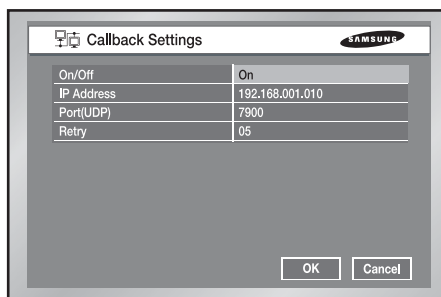 Callback Settings
SAMSUNG
On/Off On
IP Address 192.168.001.010
Port(UDP) 7900
Retry 05
OK Cancel